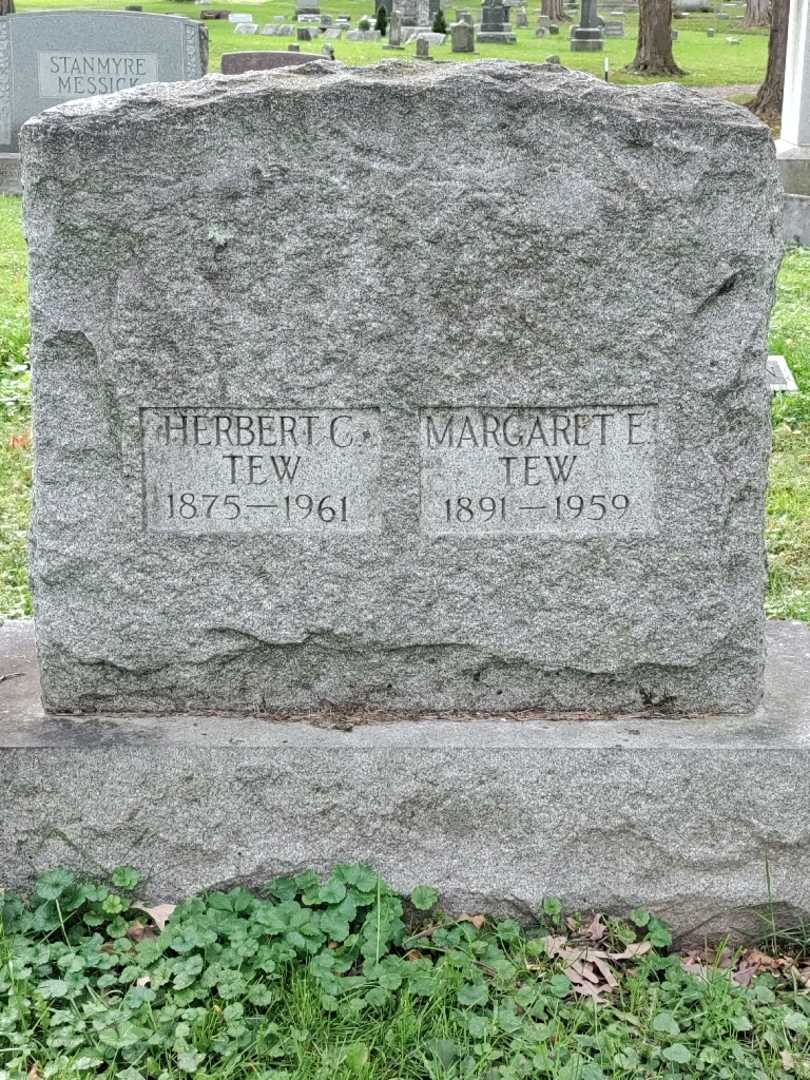 STANMYRE
MESSICK
HERBERT C.
TEW
1875—1961
MARGARET E.
TEW
1891—1959